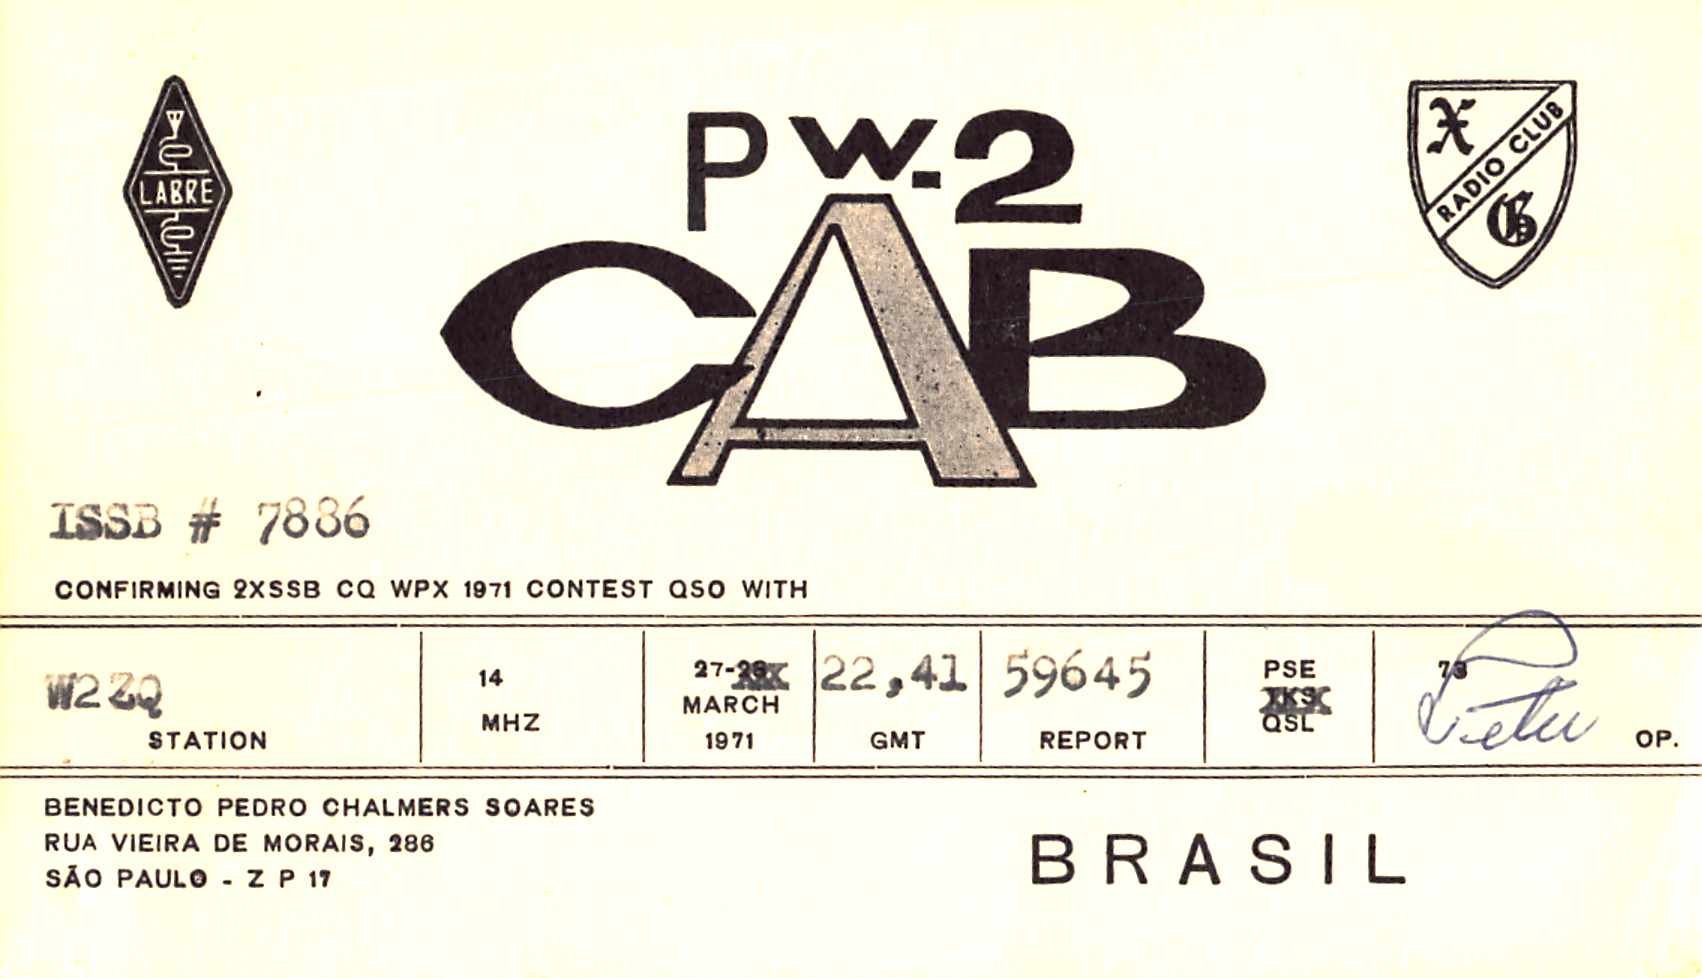 LABRE
X
RADIO CLUB
G
PW-2
CAB
ISSB # 7886
CONFIRMING 2XSSB CQ WPX 1971 CONTEST QSO WITH
W2ZQ
STATION
14
MHZ
27-28
MARCH
1971
22,41
GMT
59645
REPORT
PSE
TKS
QSL
73
Peter
OP.
BENEDICTO PEDRO CHALMERS SOARES
RUA VIEIRA DE MORAIS, 286
SÃO PAULO - Z P 17
BRASIL